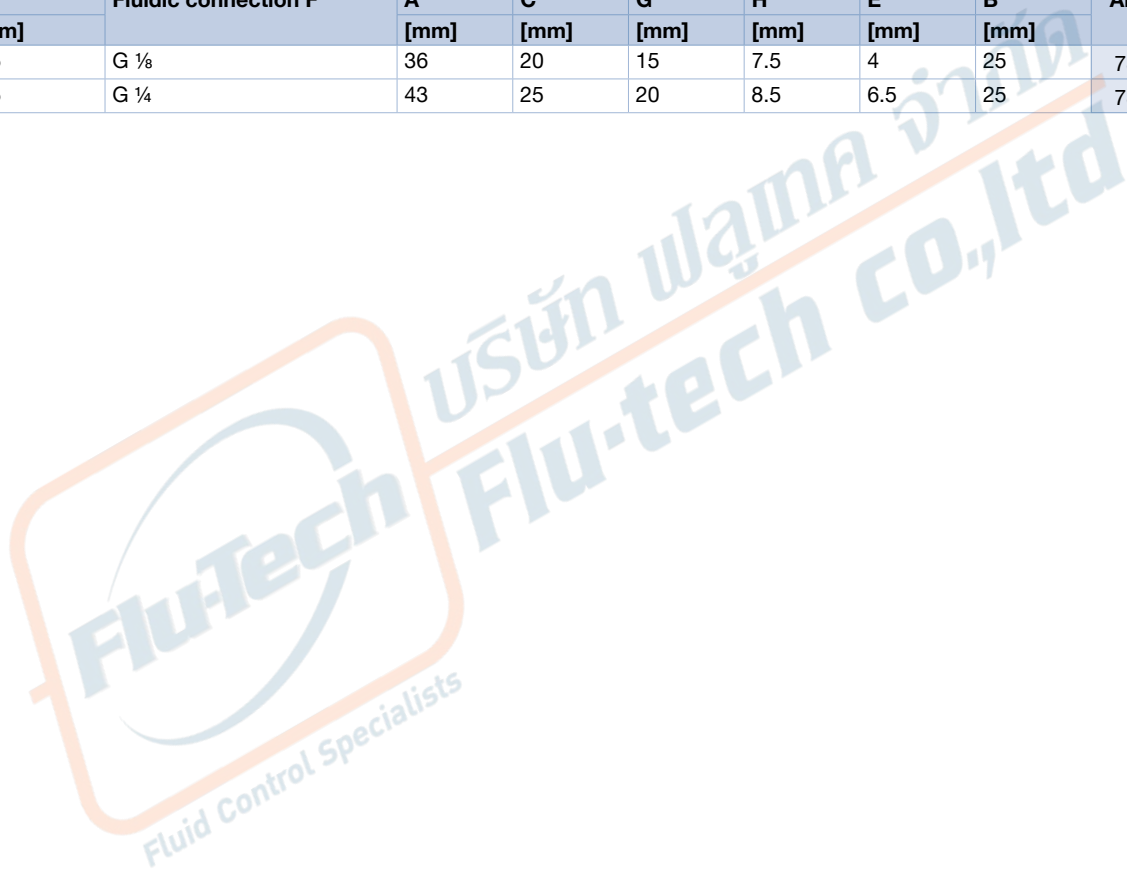 Fluidic connection F A C G H E B
[mm] [mm] [mm] [mm] [mm] [mm]
G ⅛ 36 20 15 7.5 4 25 7
G ¼ 43 25 20 8.5 6.5 25 7
บริษัท ฟลูเทค จำกัด
Flu-tech co.,ltd
Flu-Tech
Fluid Control Specialists